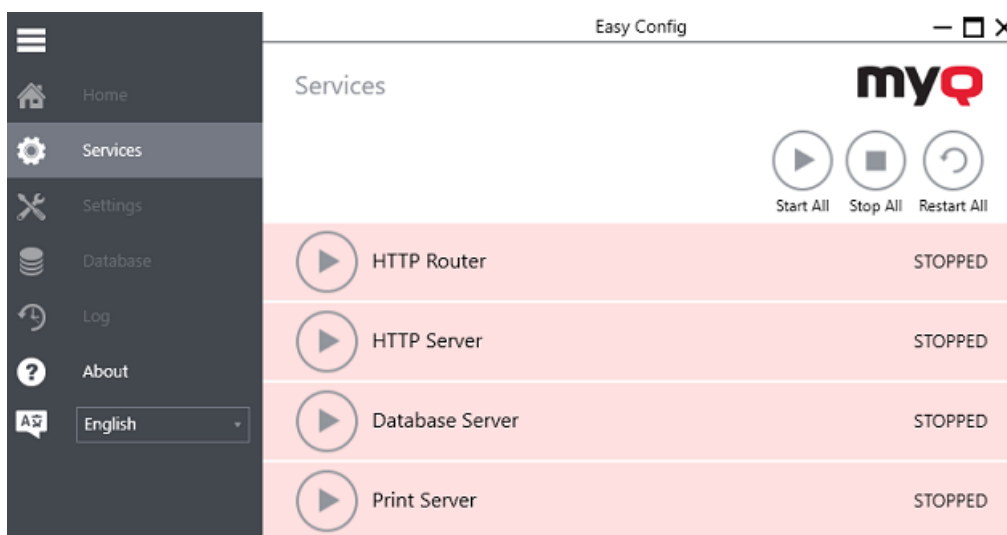 Easy Config
Home
Services
Settings
Database
Log
About
English
Services
myQ
Start All
Stop All
Restart All
HTTP Router STOPPED
HTTP Server STOPPED
Database Server STOPPED
Print Server STOPPED